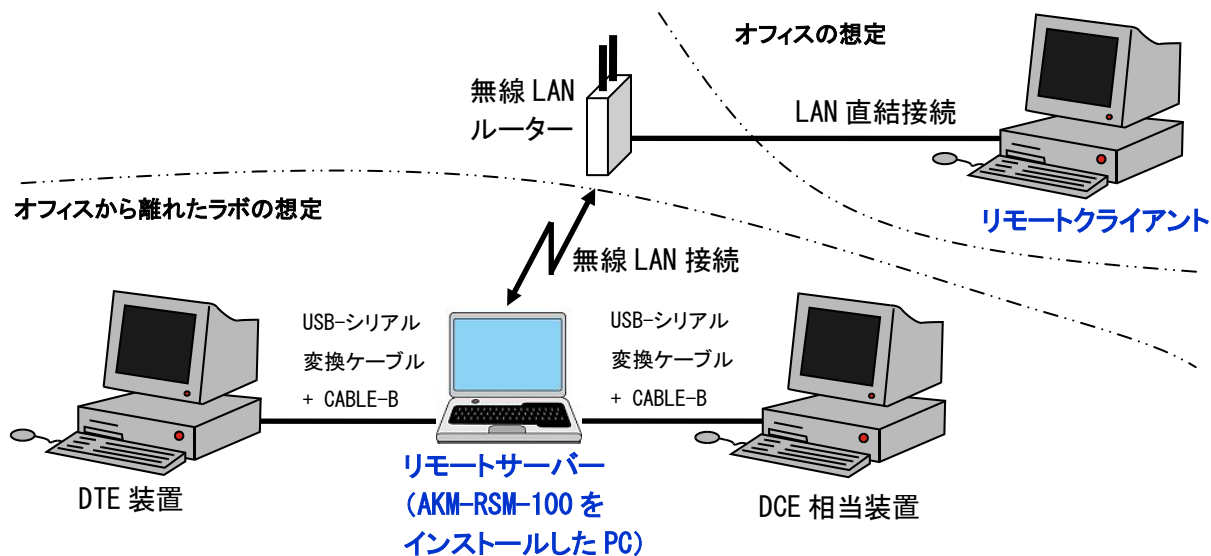 オフィスの想定
無線 LAN
ルーター
LAN 直結接続
オフィスから離れたラボの想定
リモートクライアント
無線 LAN 接続
USB-シリアル
変換ケーブル
+ CABLE-B
USB-シリアル
変換ケーブル
+ CABLE-B
DTE 装置
リモートサーバー
(AKM-RSM-100 を
インストールした PC)
DCE 相当装置